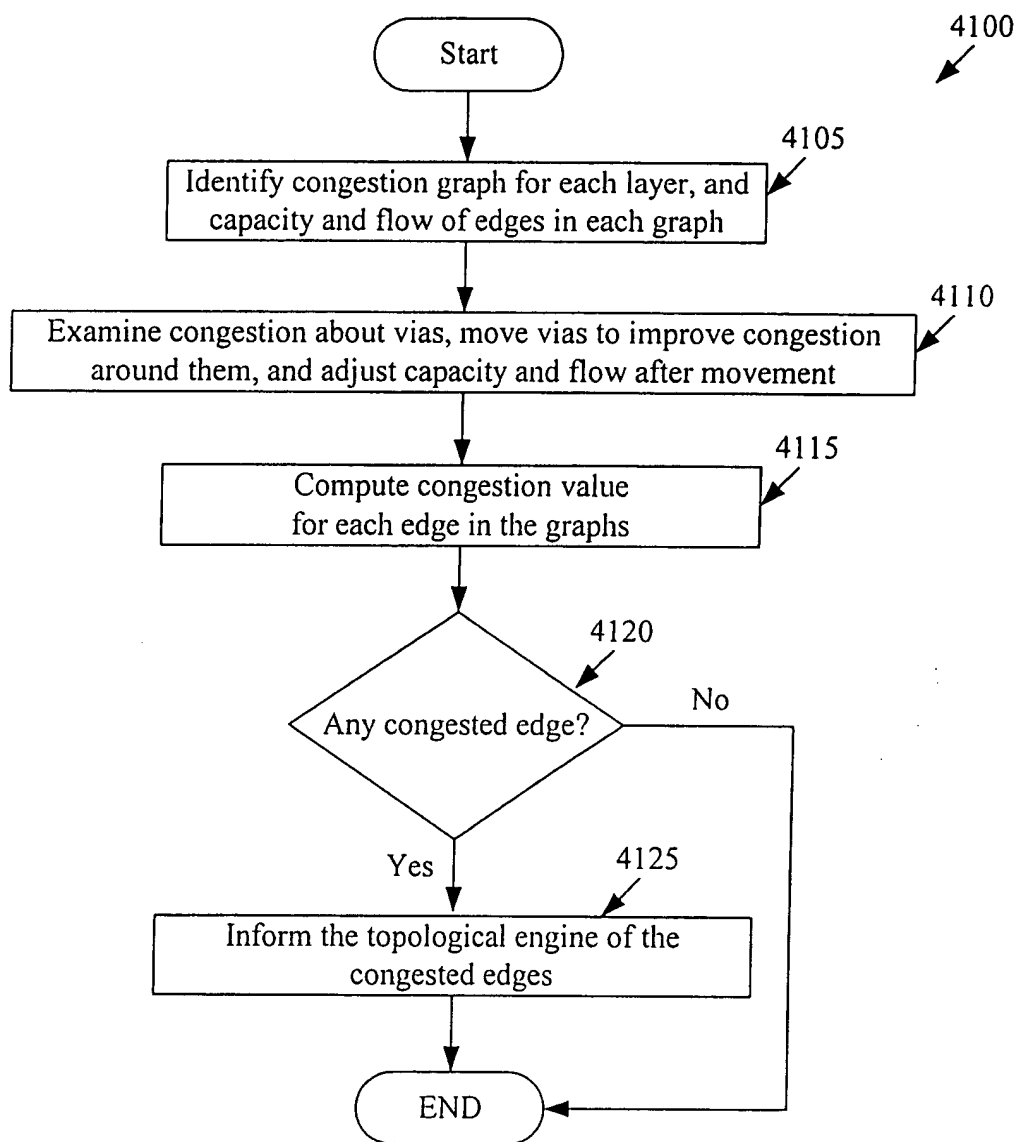 4100
Start
4105
Identify congestion graph for each layer, and
capacity and flow of edges in each graph
4110
Examine congestion about vias, move vias to improve congestion
around them, and adjust capacity and flow after movement
4115
Compute congestion value
for each edge in the graphs
4120
Any congested edge?
No
Yes
4125
Inform the topological engine of the
congested edges
END